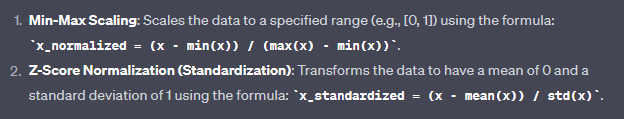 1. Min-Max Scaling: Scales the data to a specified range (e.g., [0, 1]) using the formula:
`x_normalized = (x - min(x)) / (max(x) - min(x))`.
2. Z-Score Normalization (Standardization): Transforms the data to have a mean of 0 and a
standard deviation of 1 using the formula: `x_standardized = (x - mean(x)) / std(x)`.